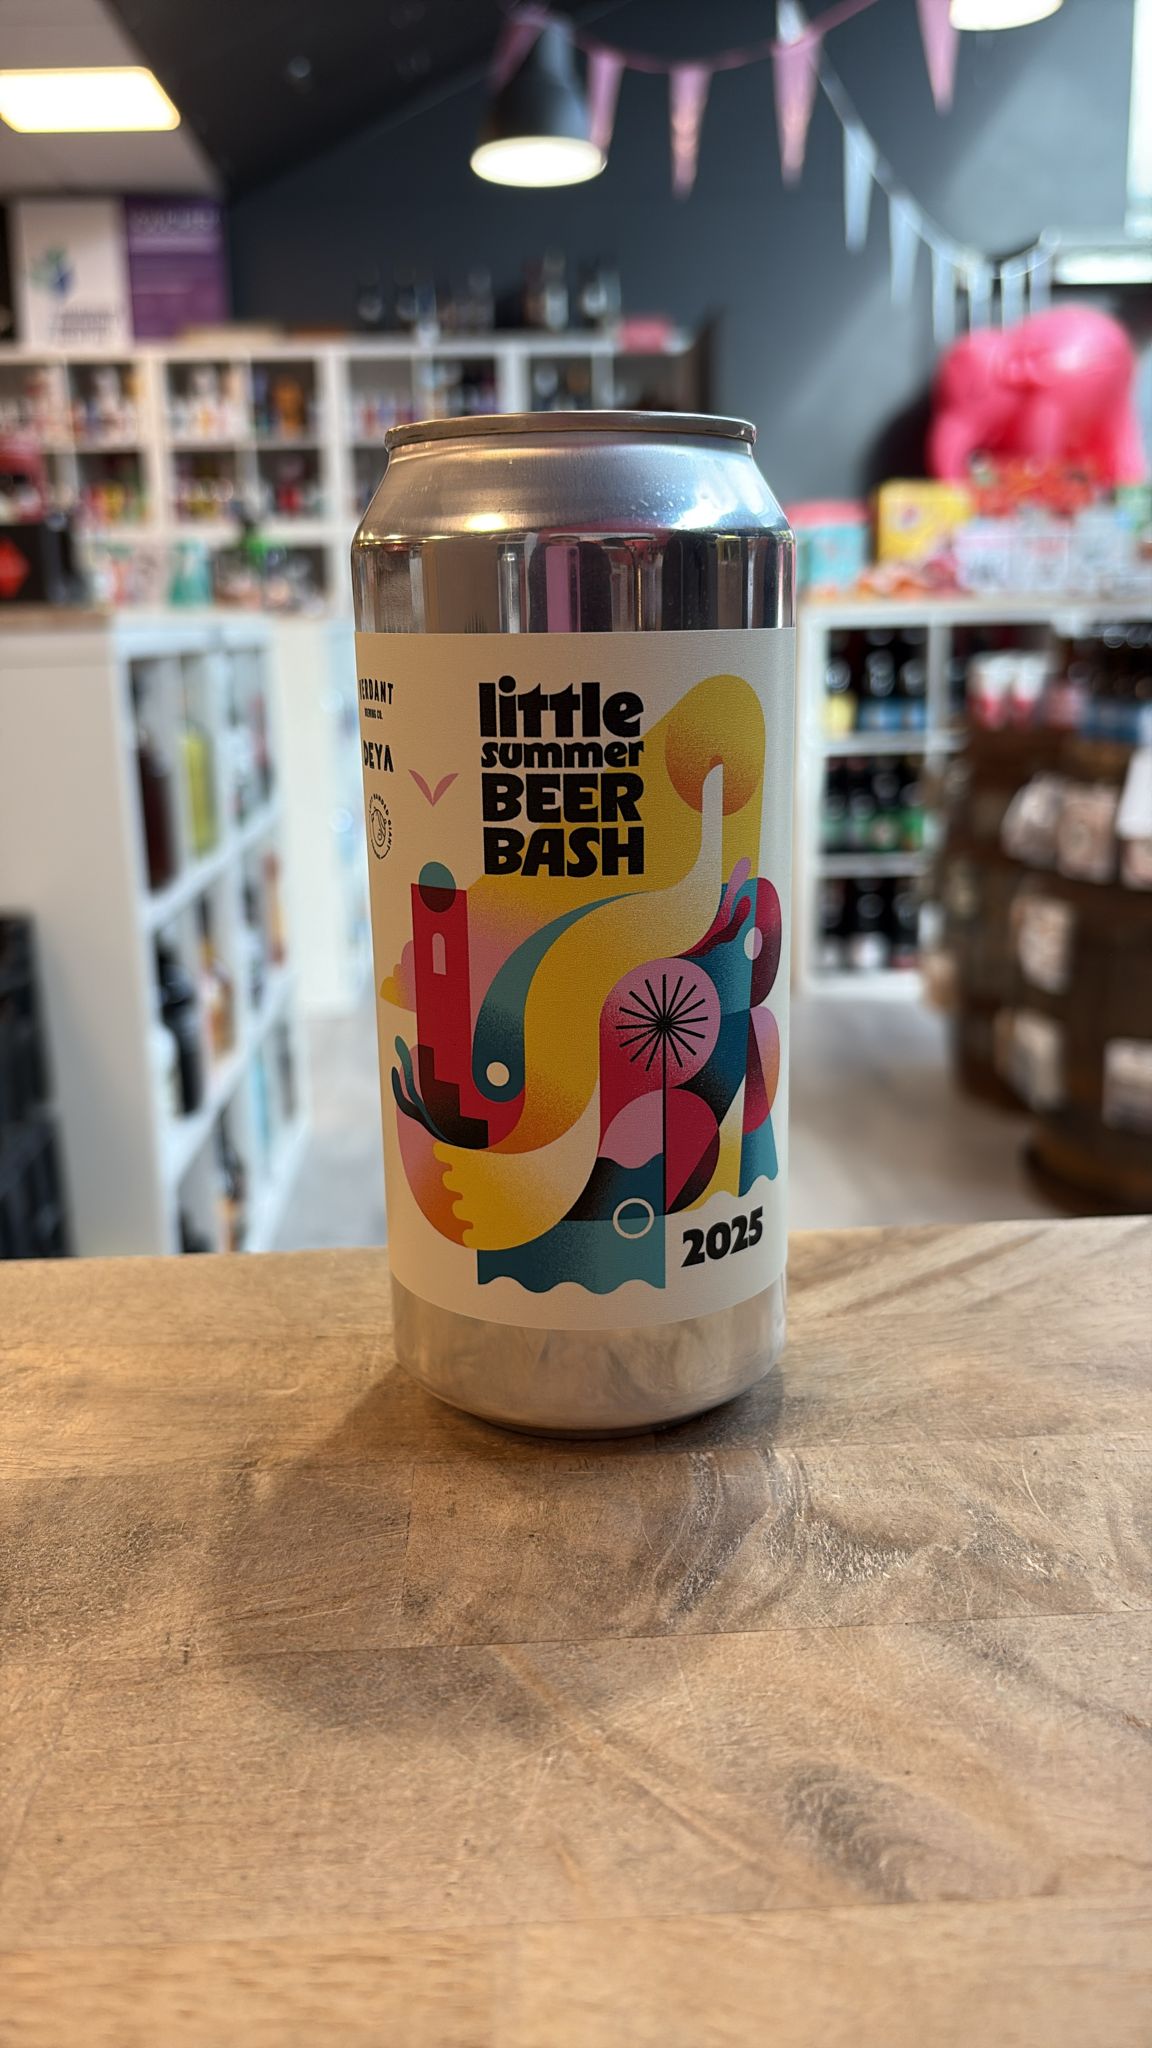 VERDANT
BREWING CO.
DEYA
little
summer
BEER
BASH
2025